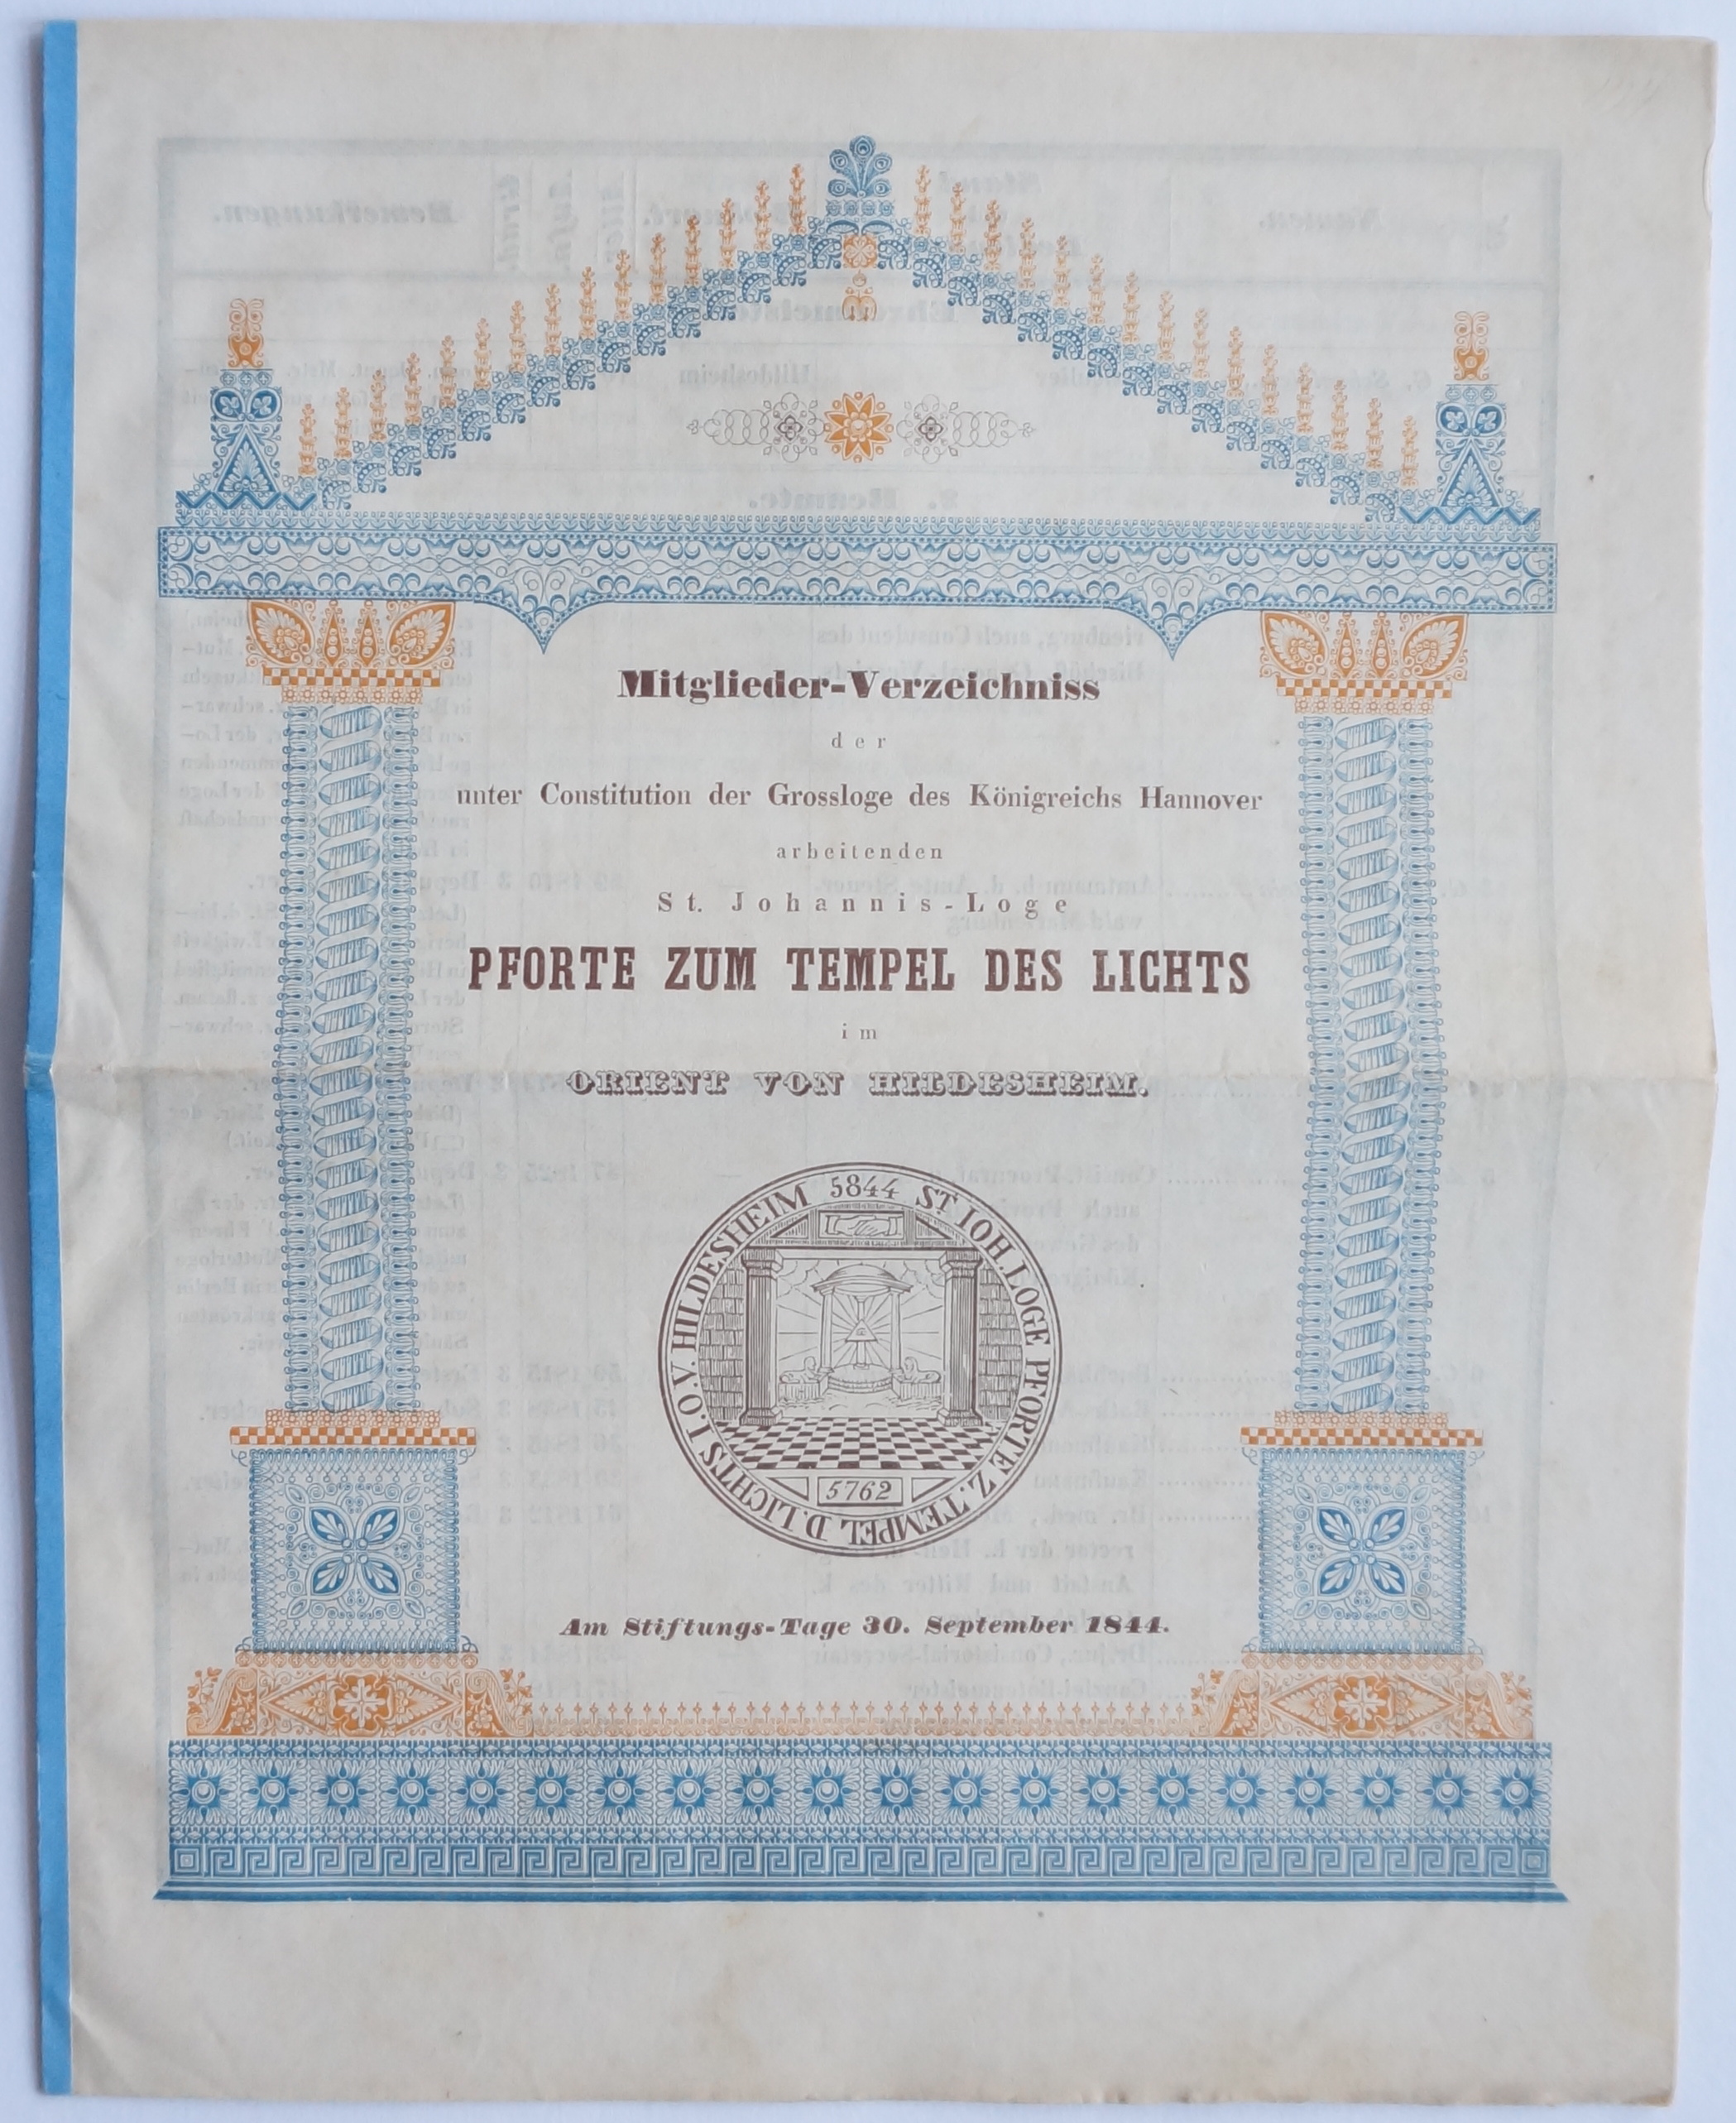 Mitglieder-Verzeichniss
der
unter Constitution der Grossloge des Königreichs Hannover
arbeitenden
St. Johannis-Loge
PFORTE ZUM TEMPEL DES LICHTS
im
ORIENT VON HILDESHEIM.
5844 ST. IOH. LOGE PFORTE Z. TEMPEL D. LICHTS I. O. V. HILDESHEIM
5762
Am Stiftungs-Tage 30. September 1844.